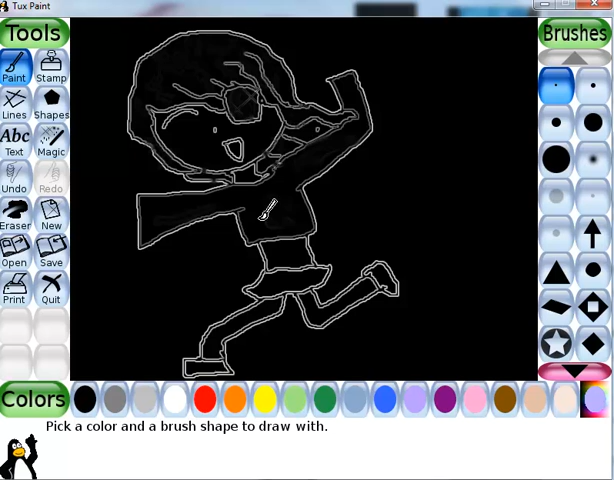 Tux Paint
Tools
Brushes
Paint
Stamp
Lines
Shapes
Abc
Text
Magic
Undo
Redo
Eraser
New
Open
Save
Print
Quit
Colors
Pick a color and a brush shape to draw with.